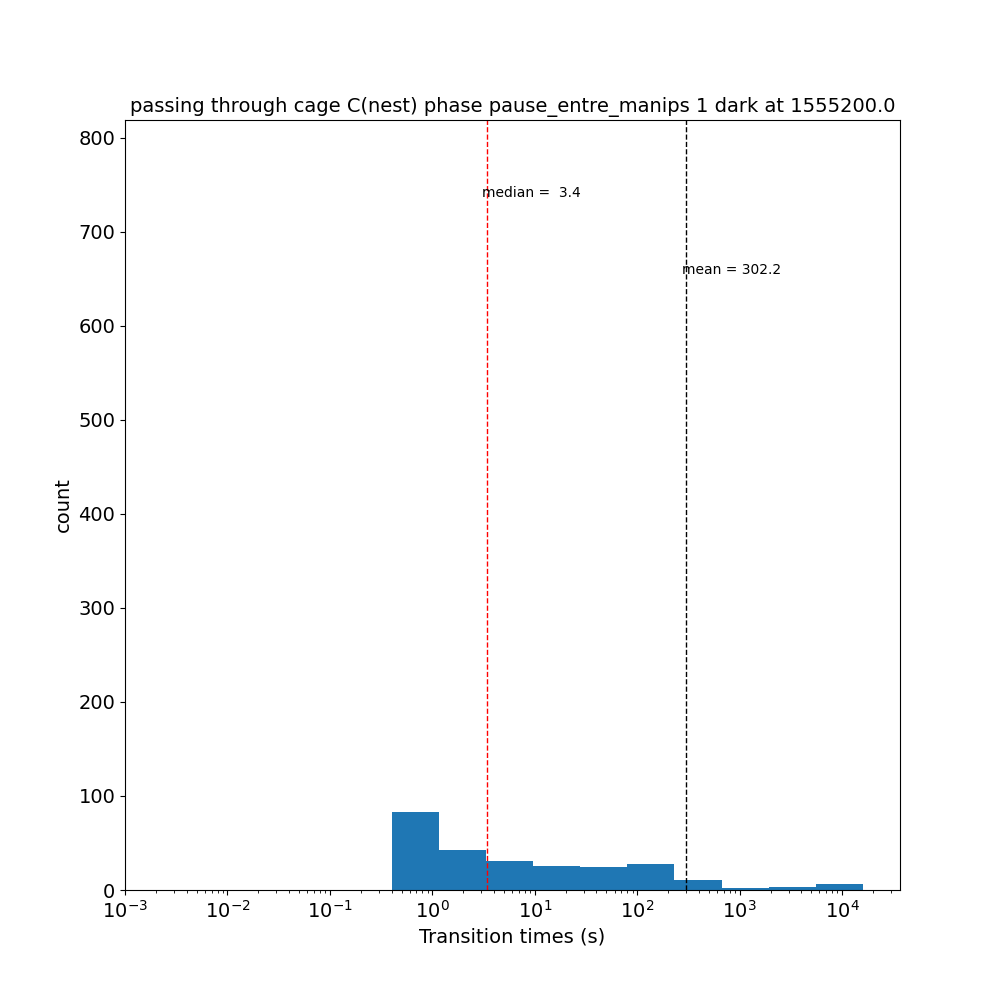 passing through cage C(nest) phase pause_entre_manips 1 dark at 1555200.0
800
median =  3.4
700
mean = 302.2
600
500
count
400
300
200
100
0
10⁻³ 10⁻² 10⁻¹ 10⁰ 10¹ 10² 10³ 10⁴
Transition times (s)